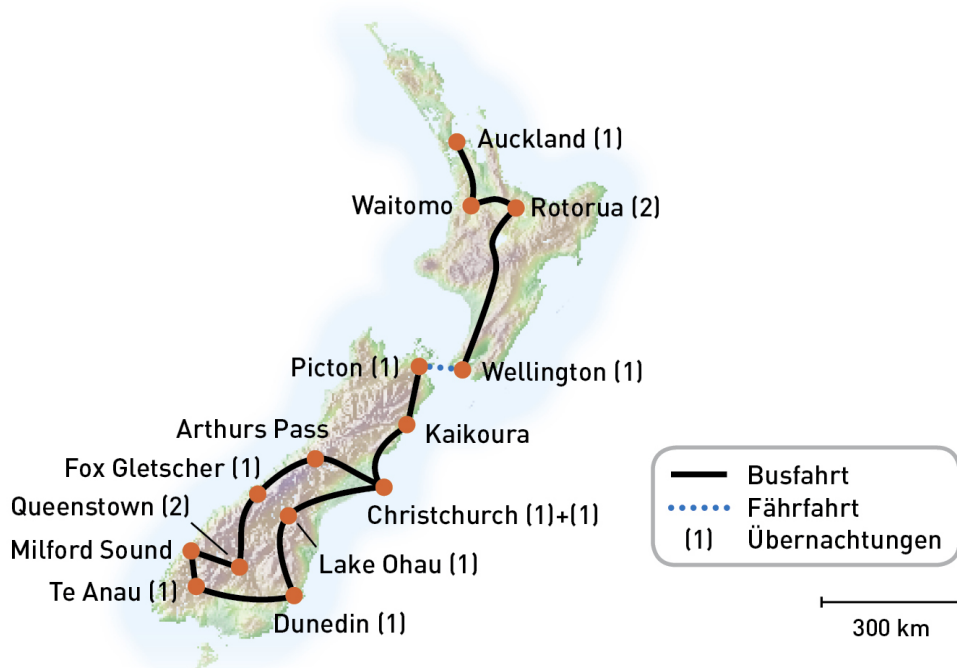 Auckland (1)
Waitomo
Rotorua (2)
Picton (1)
Wellington (1)
Arthurs Pass
Kaikoura
Fox Gletscher (1)
Queenstown (2)
Christchurch (1)+(1)
Milford Sound
Lake Ohau (1)
Te Anau (1)
Dunedin (1)
Busfahrt
Fährfahrt
(1) Übernachtungen
300 km